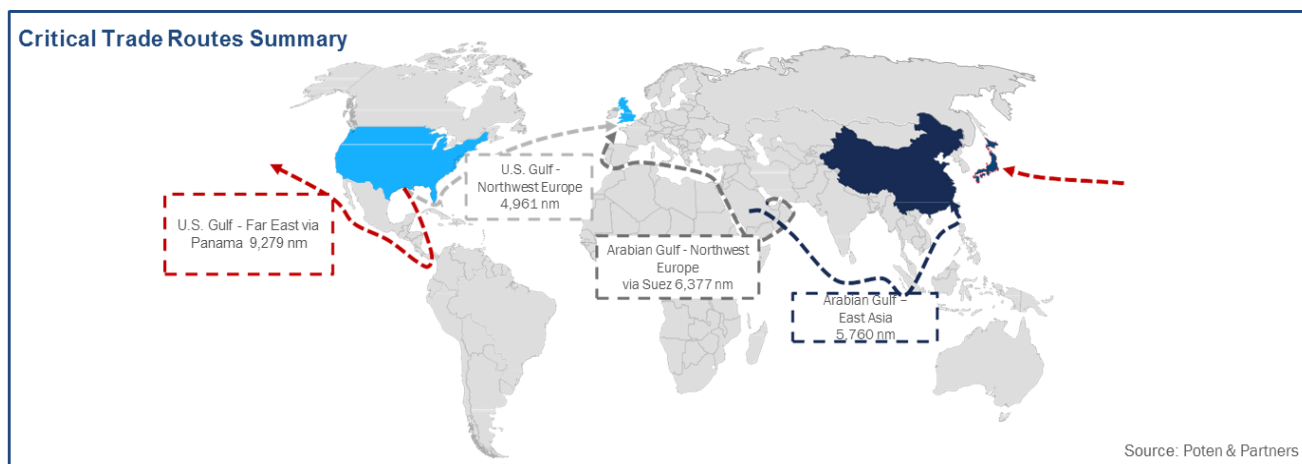 Critical Trade Routes Summary
U.S. Gulf -
Northwest Europe
4,961 nm
U.S. Gulf - Far East via
Panama 9,279 nm
Arabian Gulf - Northwest
Europe
via Suez 6,377 nm
Arabian Gulf –
East Asia
5,760 nm
Source: Poten & Partners